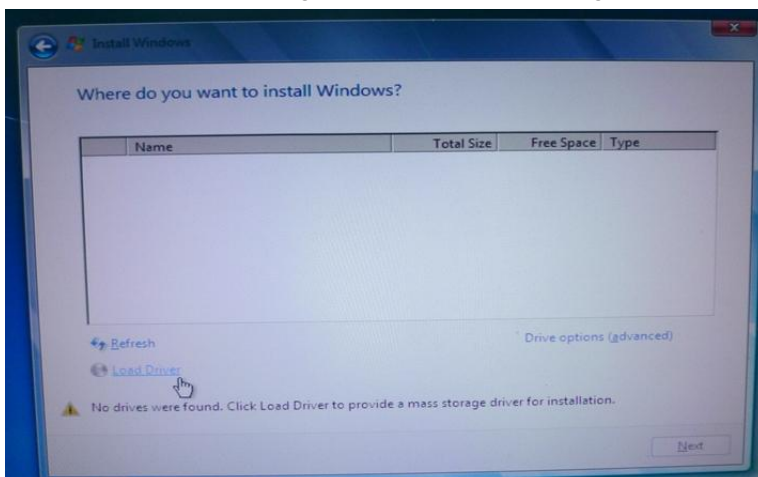 Install Windows
Where do you want to install Windows?
Name Total Size Free Space Type
Refresh Drive options (advanced)
Load Driver
No drives were found. Click Load Driver to provide a mass storage driver for installation.
Next